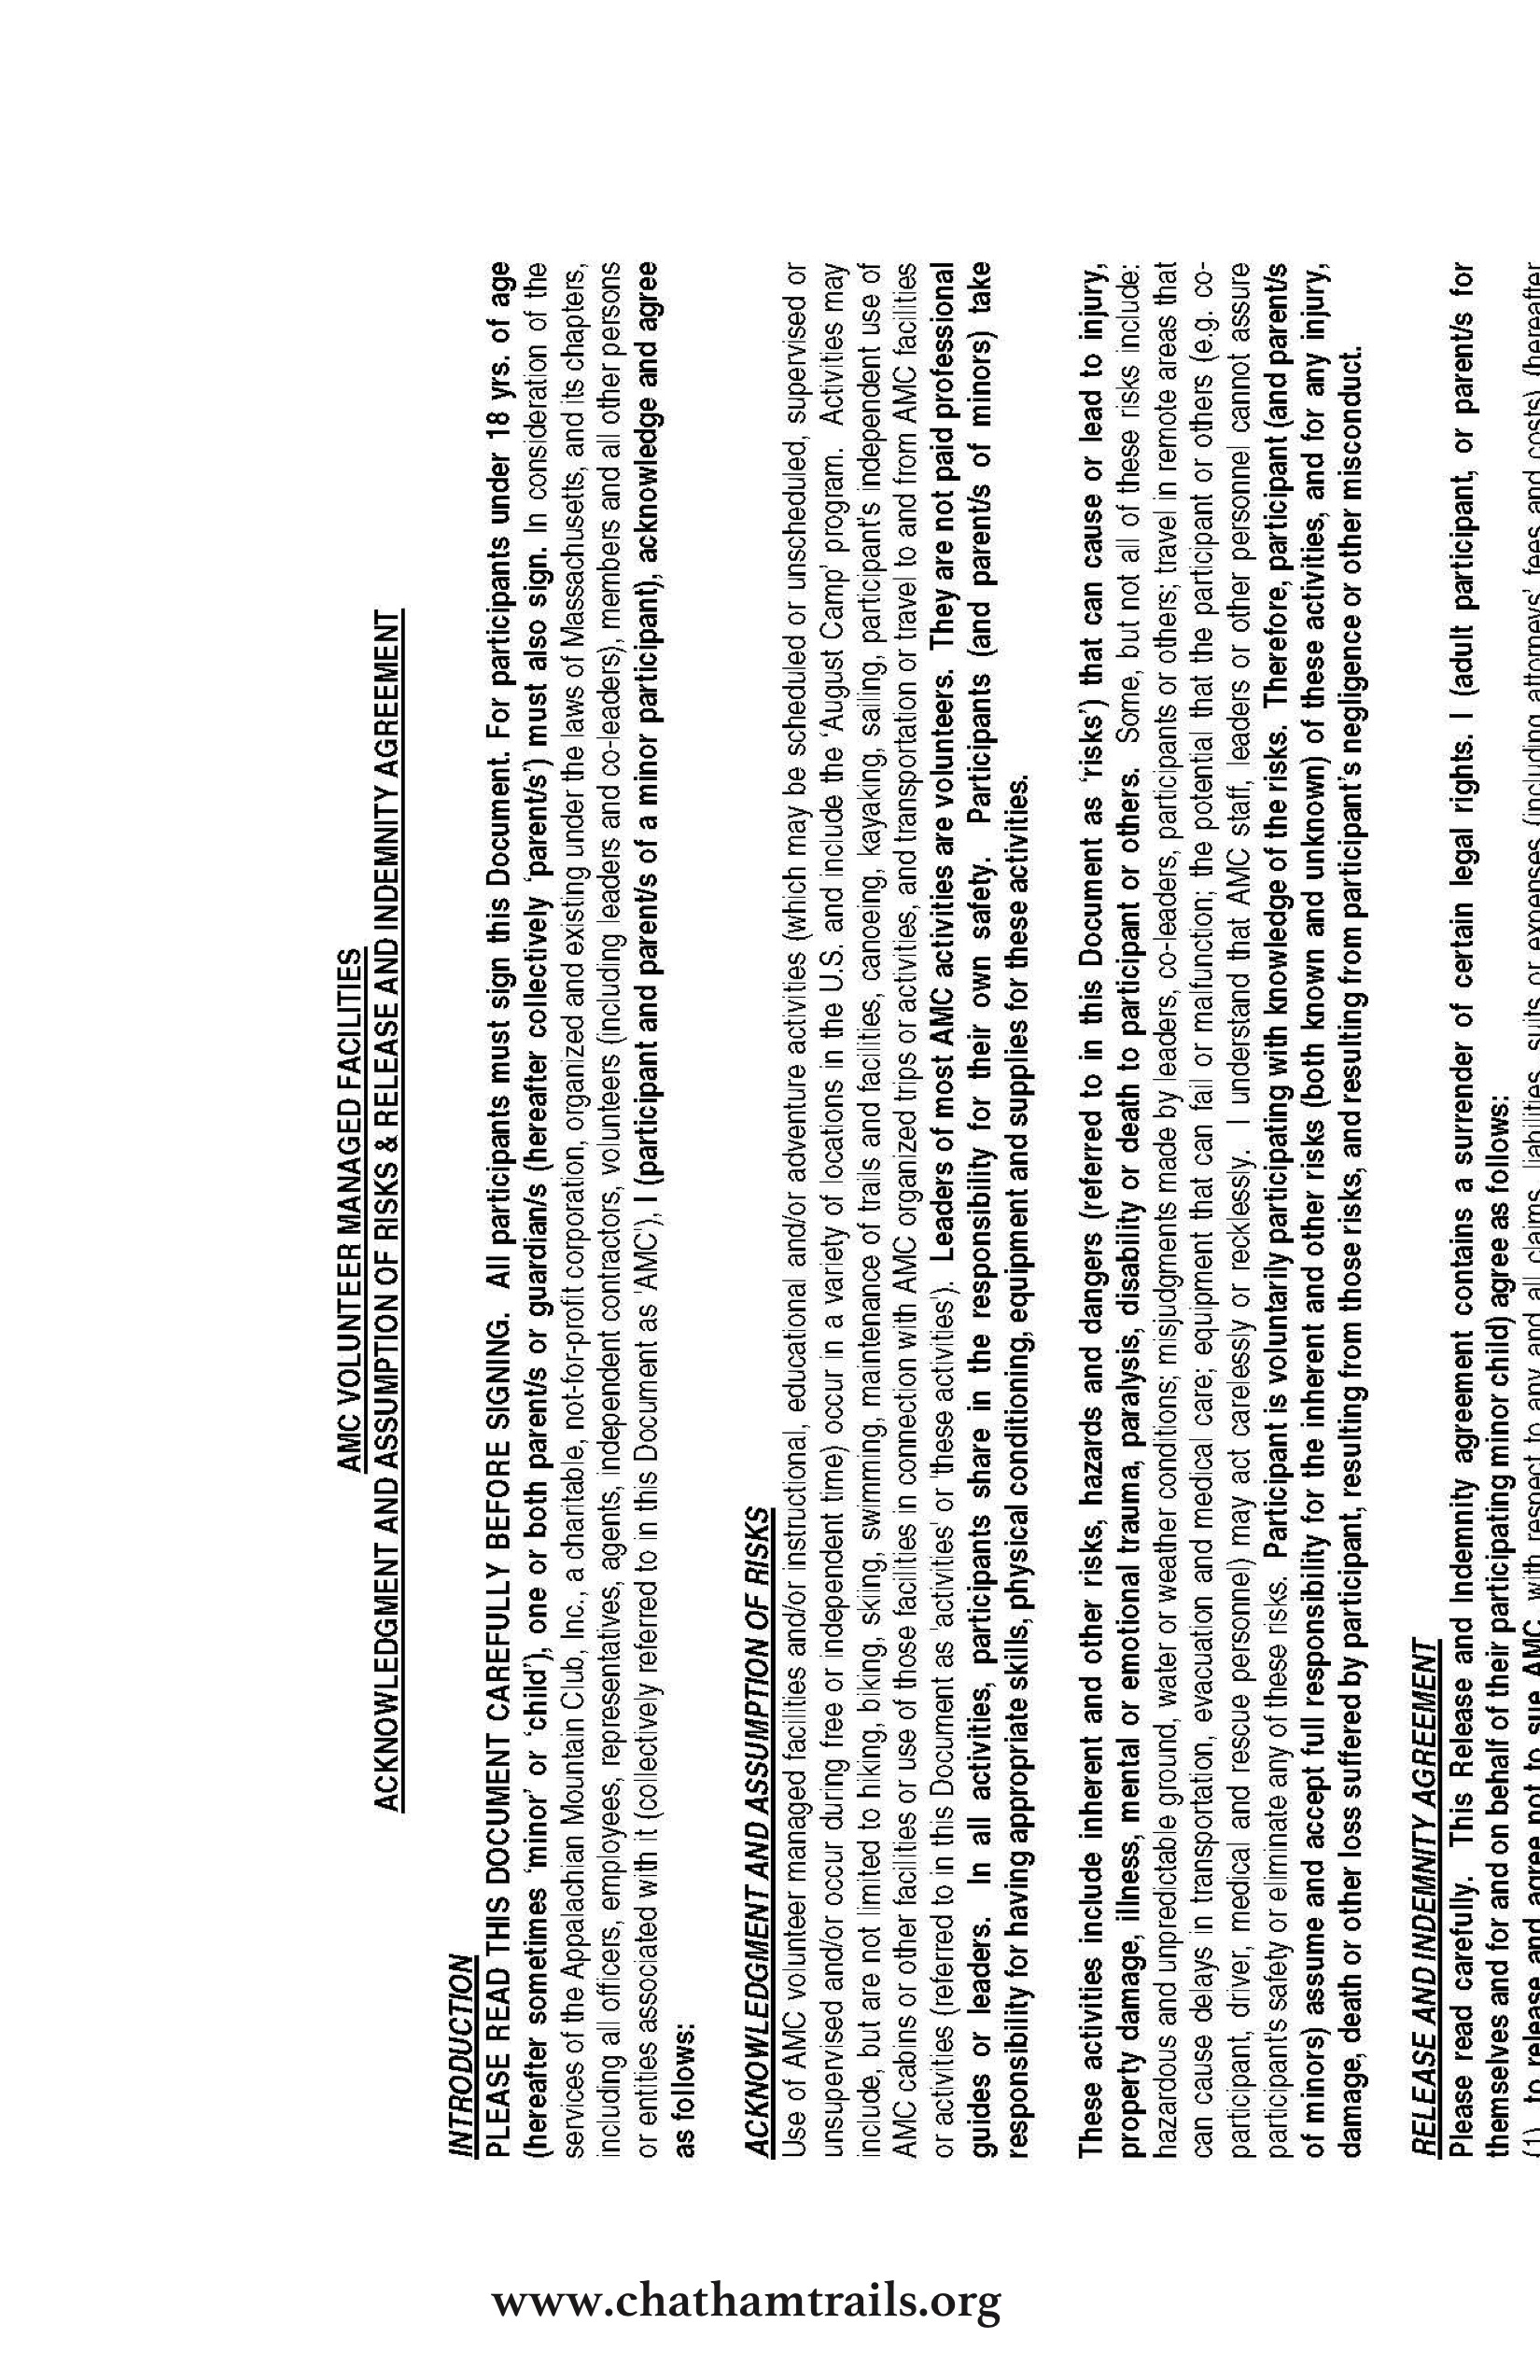 AMC VOLUNTEER MANAGED FACILITIES
ACKNOWLEDGMENT AND ASSUMPTION OF RISKS & RELEASE AND INDEMNITY AGREEMENT
INTRODUCTION
PLEASE READ THIS DOCUMENT CAREFULLY BEFORE SIGNING. All participants must sign this Document. For participants under 18 yrs. of age
(hereafter sometimes 'minor' or 'child'), one or both parent/s or guardian/s (hereafter collectively 'parent/s') must also sign. In consideration of the
services of the Appalachian Mountain Club, Inc., a charitable, not-for-profit corporation, organized and existing under the laws of Massachusetts, and its chapters,
including all officers, employees, representatives, agents, independent contractors, volunteers (including leaders and co-leaders), members and all other persons
or entities associated with it (collectively referred to in this Document as 'AMC'), I (participant and parent/s of a minor participant), acknowledge and agree
as follows:
ACKNOWLEDGMENT AND ASSUMPTION OF RISKS
Use of AMC volunteer managed facilities and/or instructional, educational and/or adventure activities (which may be scheduled or unscheduled, supervised or
unsupervised and/or occur during free or independent time) occur in a variety of locations in the U.S. and include the 'August Camp' program. Activities may
include, but are not limited to hiking, biking, skiing, swimming, maintenance of trails and facilities, canoeing, kayaking, sailing, participant's independent use of
AMC cabins or other facilities or use of those facilities in connection with AMC organized trips or activities, and transportation or travel to and from AMC facilities
or activities (referred to in this Document as 'activities' or 'these activities'). Leaders of most AMC activities are volunteers. They are not paid professional
guides or leaders. In all activities, participants share in the responsibility for their own safety. Participants (and parent/s of minors) take
responsibility for having appropriate skills, physical conditioning, equipment and supplies for these activities.
These activities include inherent and other risks, hazards and dangers (referred to in this Document as 'risks') that can cause or lead to injury,
property damage, illness, mental or emotional trauma, paralysis, disability or death to participant or others. Some, but not all of these risks include:
hazardous and unpredictable ground, water or weather conditions; misjudgments made by leaders, co-leaders, participants or others; travel in remote areas that
can cause delays in transportation, evacuation and medical care; equipment that can fail or malfunction; the potential that the participant or others (e.g. co-
participant, driver, medical and rescue personnel) may act carelessly or recklessly. I understand that AMC staff, leaders or other personnel cannot assure
participant's safety or eliminate any of these risks. Participant is voluntarily participating with knowledge of the risks. Therefore, participant (and parent/s
of minors) assume and accept full responsibility for the inherent and other risks (both known and unknown) of these activities, and for any injury,
damage, death or other loss suffered by participant, resulting from those risks, and resulting from participant's negligence or other misconduct.
RELEASE AND INDEMNITY AGREEMENT
Please read carefully. This Release and Indemnity agreement contains a surrender of certain legal rights. I (adult participant, or parent/s for
themselves and for and on behalf of their participating minor child) agree as follows:
(1) to release and agree not to sue AMC, with respect to any and all claims, liabilities, suits or expenses (including attorneys' fees and costs) (hereafter
www.chathamtrails.org